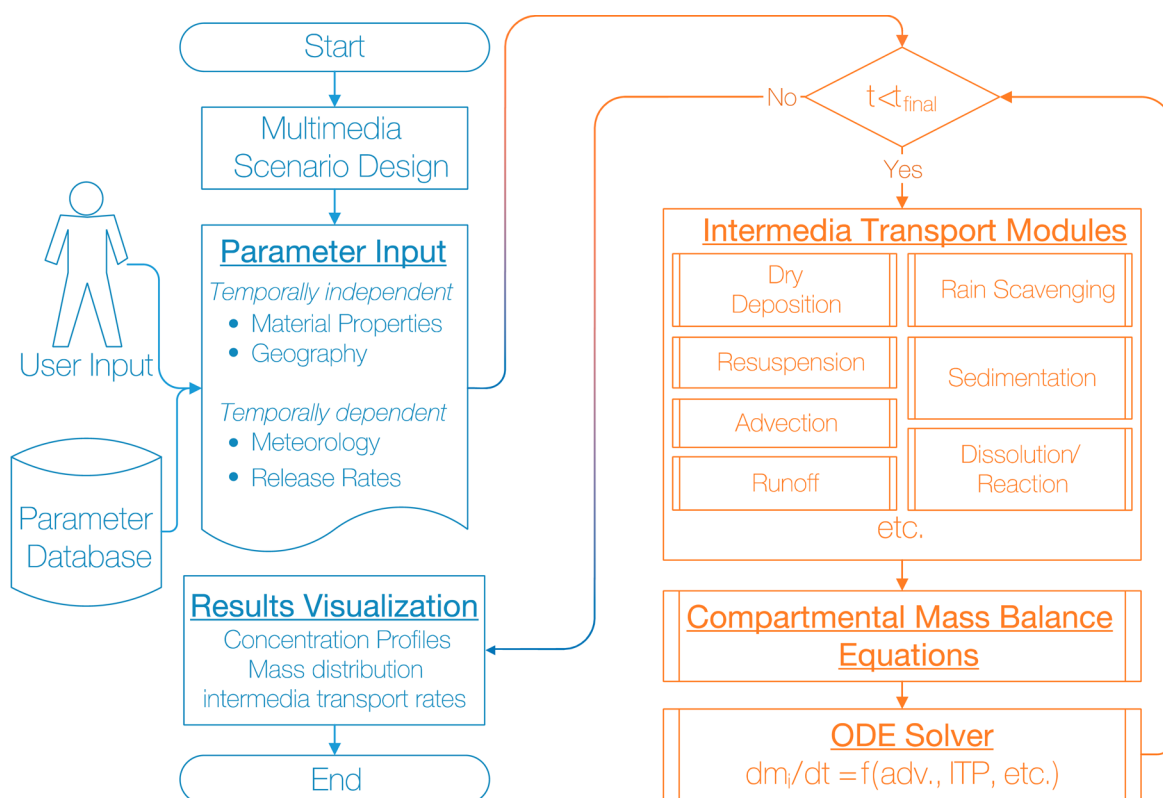 Start
Multimedia
Scenario Design
Parameter Input
Temporally independent
• Material Properties
• Geography
Temporally dependent
• Meteorology
• Release Rates
User Input
Parameter
Database
Results Visualization
Concentration Profiles
Mass distribution
intermedia transport rates
End
t<t_final
No
Yes
Intermedia Transport Modules
Dry
Deposition
Rain Scavenging
Resuspension
Sedimentation
Advection
Runoff
Dissolution/
Reaction
etc.
Compartmental Mass Balance
Equations
ODE Solver
dm_i/dt =f(adv., ITP, etc.)